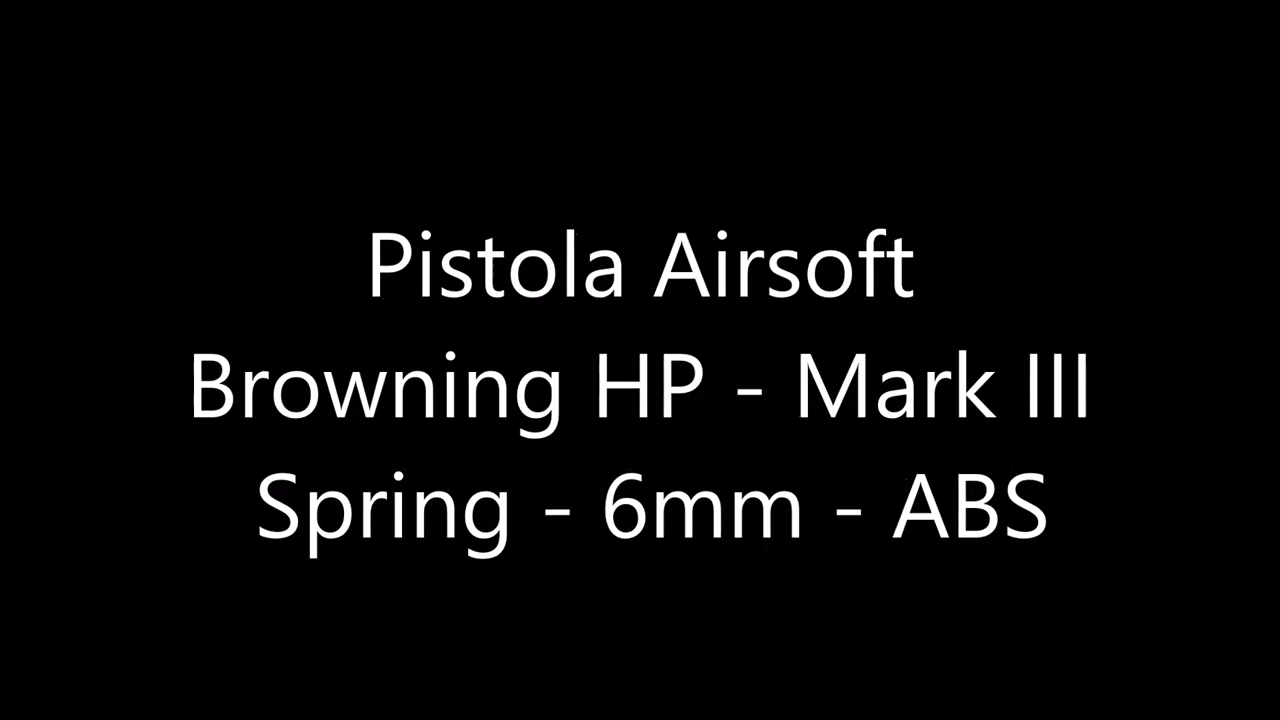 Pistola Airsoft
Browning HP - Mark III
Spring - 6mm - ABS